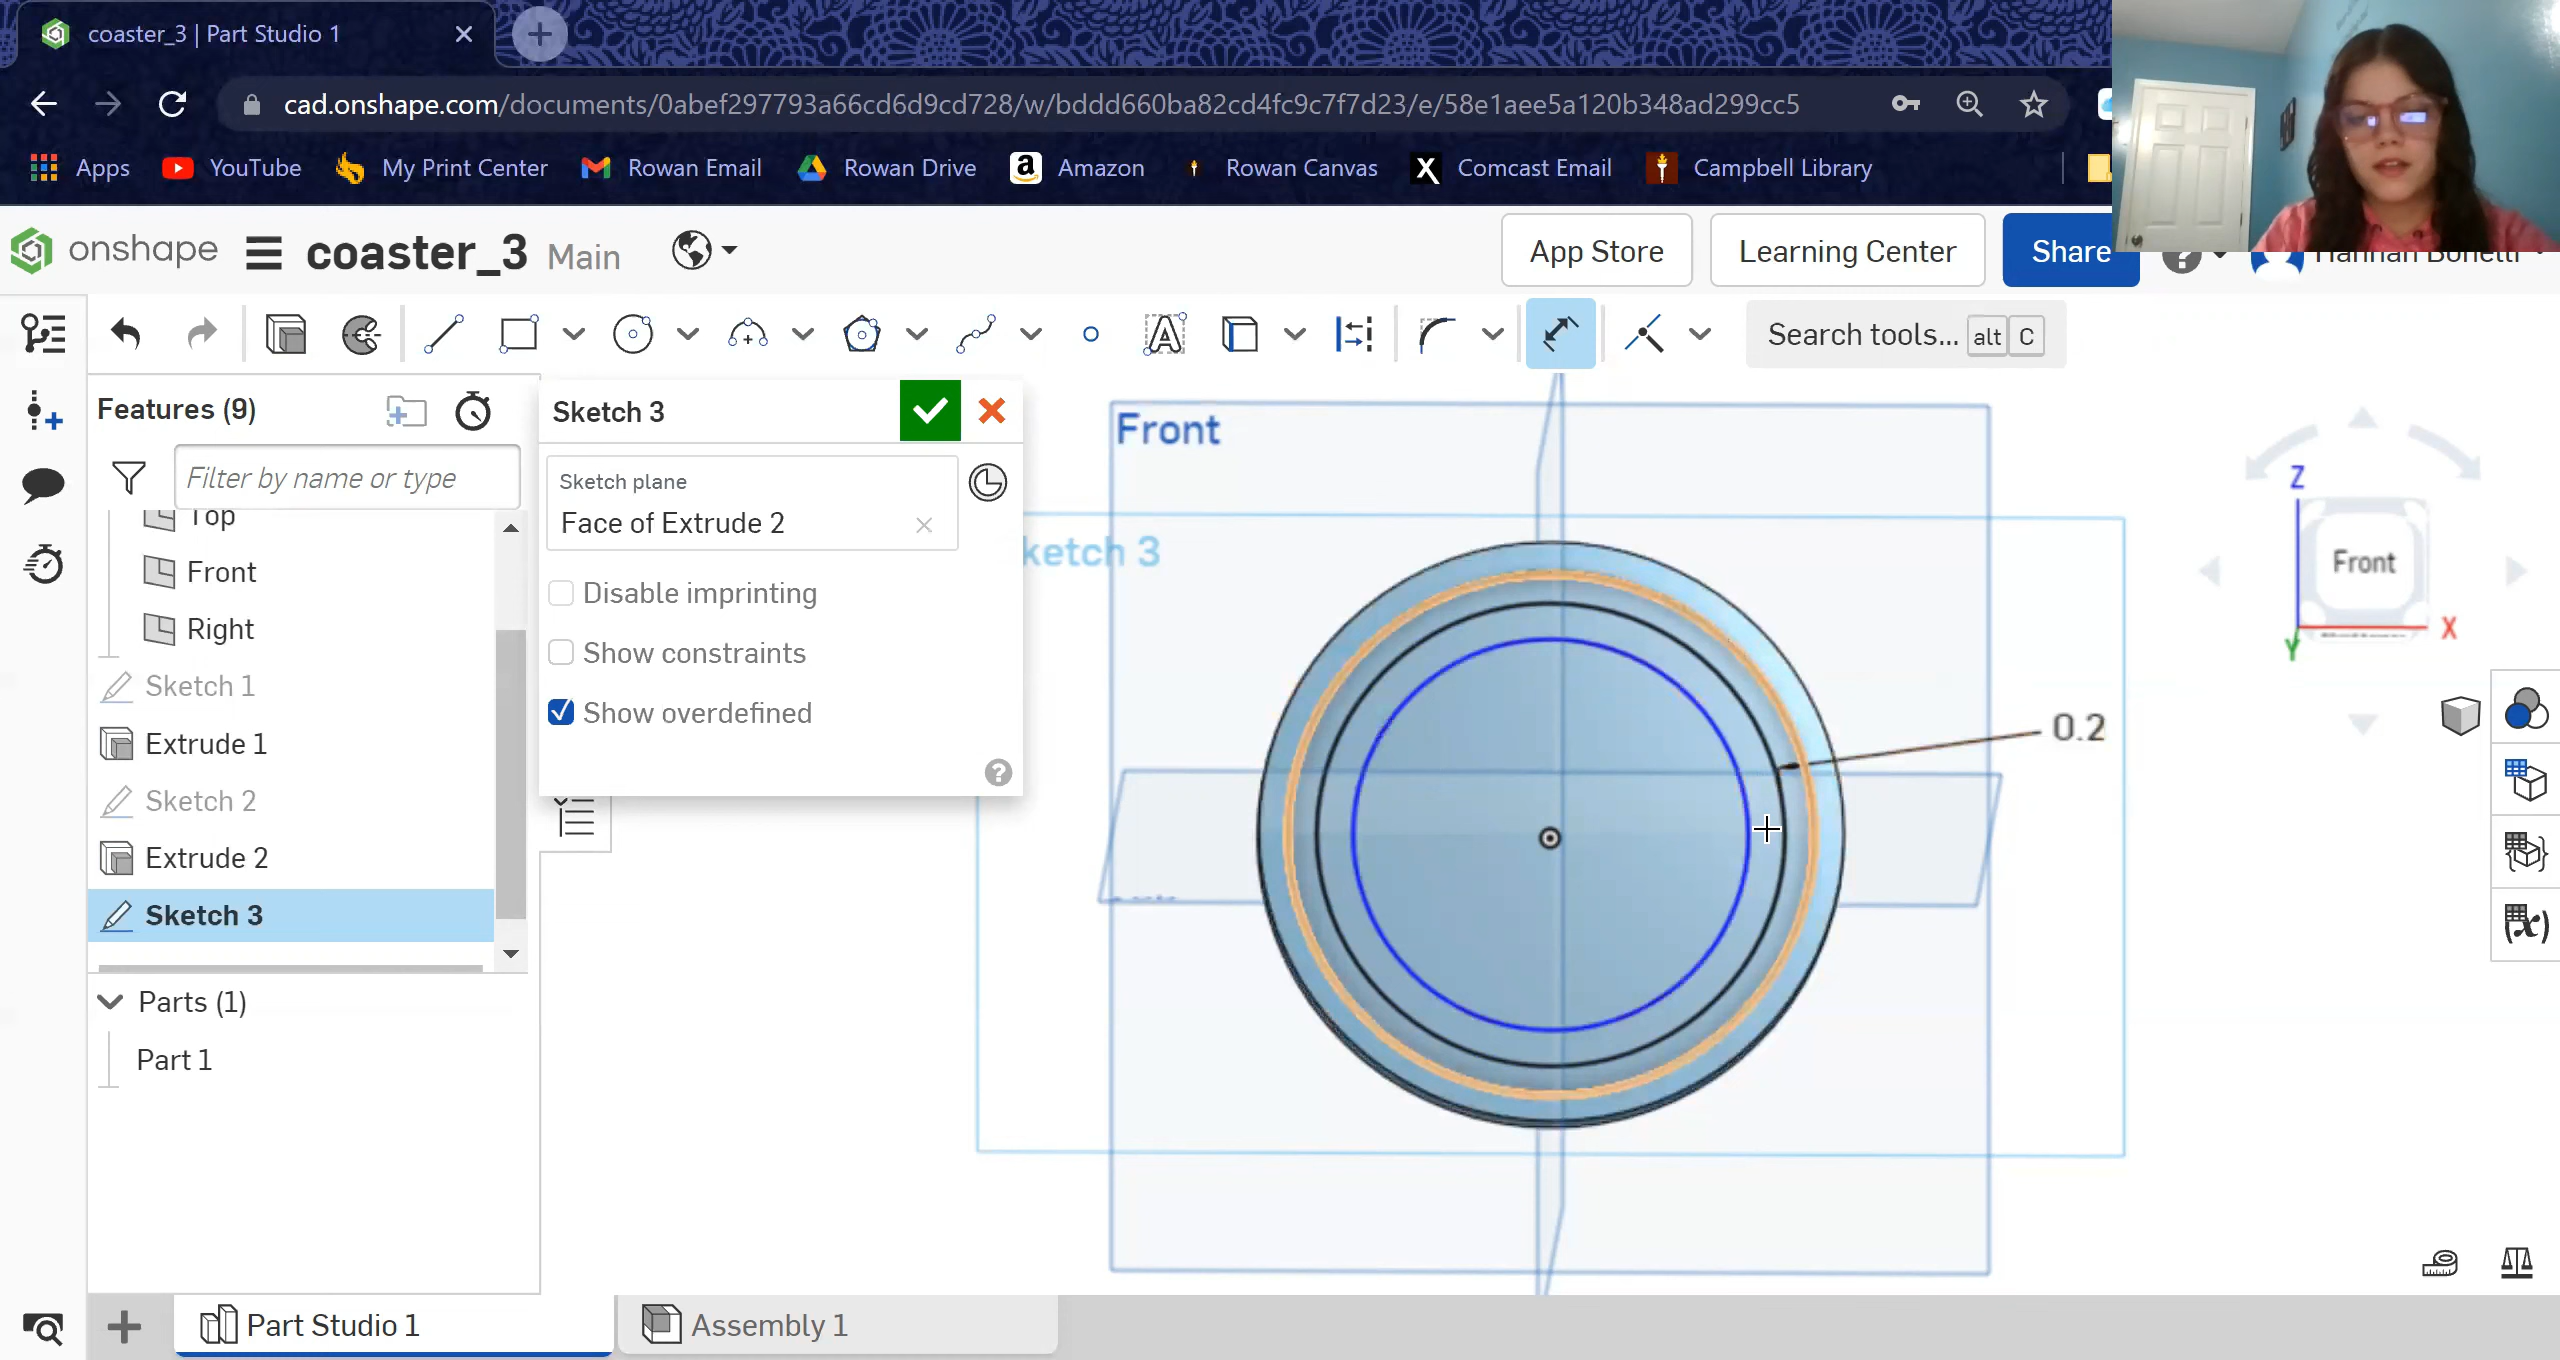 coaster_3 | Part Studio 1
cad.onshape.com/documents/0abef297793a66cd6d9cd728/w/bddd660ba82cd4fc9c7f7d23/e/58e1aee5a120b348ad299cc5
Apps YouTube My Print Center Rowan Email Rowan Drive Amazon Rowan Canvas Comcast Email Campbell Library
onshape coaster_3 Main App Store Learning Center Share
Search tools... alt C
Features (9)
Filter by name or type
Top
Front
Right
Sketch 1
Extrude 1
Sketch 2
Extrude 2
Sketch 3
Parts (1)
Part 1
Sketch 3
Sketch plane
Face of Extrude 2
Disable imprinting
Show constraints
Show overdefined
Front
ketch 3
0.2
Z
Front
X
Y
Part Studio 1
Assembly 1